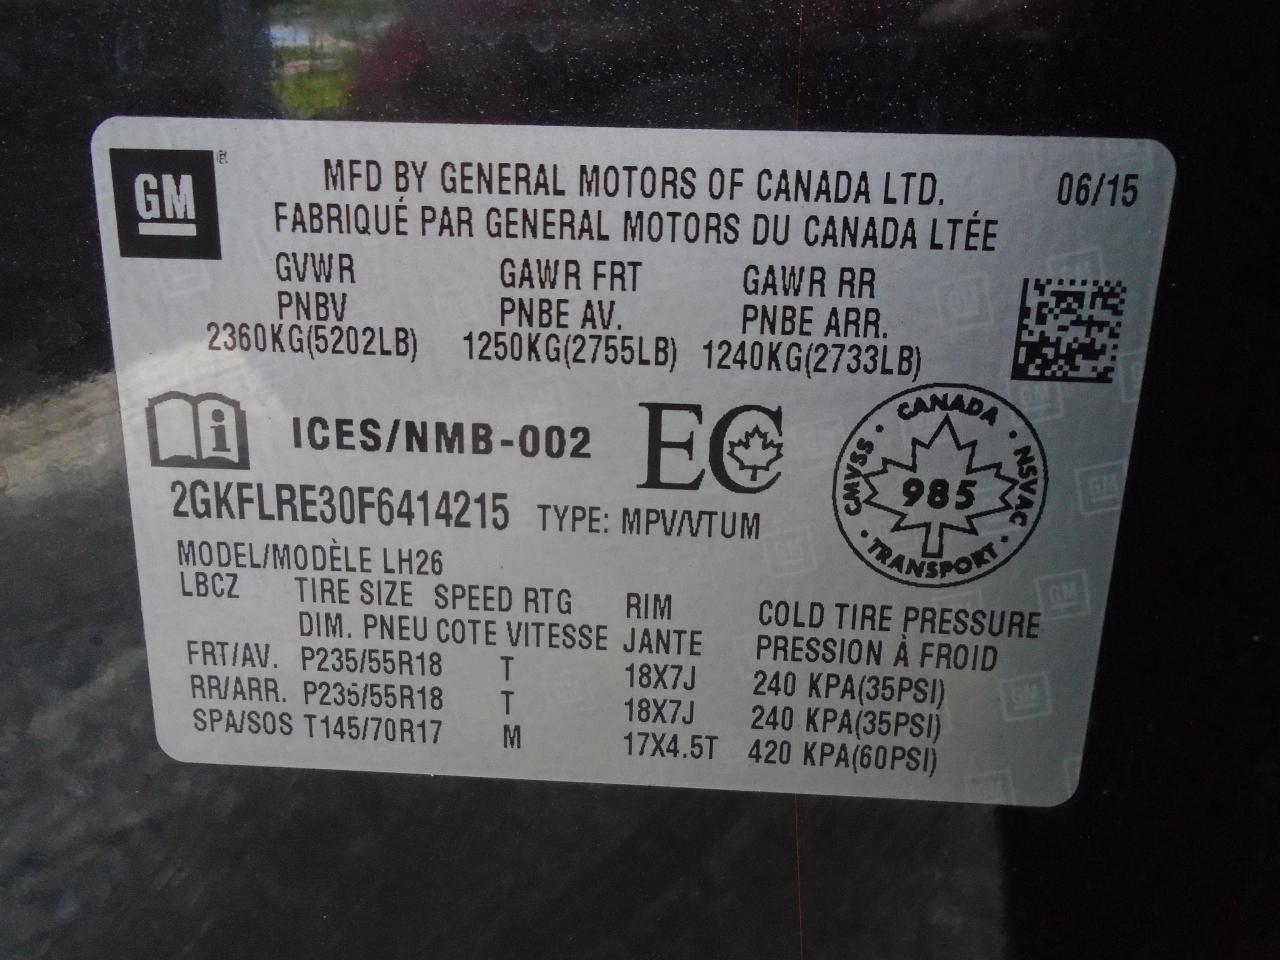 GM
MFD BY GENERAL MOTORS OF CANADA LTD. 06/15
FABRIQUÉ PAR GENERAL MOTORS DU CANADA LTÉE
GVWR GAWR FRT GAWR RR
PNBV PNBE AV. PNBE ARR.
2360KG(5202LB) 1250KG(2755LB) 1240KG(2733LB)
i ICES/NMB-002 EC
CANADA · NSVAC · TRANSPORT · CMVSS ·
985
2GKFLRE30F6414215 TYPE: MPV/VTUM
MODEL/MODÈLE LH26
LBCZ TIRE SIZE SPEED RTG RIM COLD TIRE PRESSURE
DIM. PNEU COTE VITESSE JANTE PRESSION À FROID
FRT/AV. P235/55R18 T 18X7J 240 KPA(35PSI)
RR/ARR. P235/55R18 T 18X7J 240 KPA(35PSI)
SPA/SOS T145/70R17 M 17X4.5T 420 KPA(60PSI)